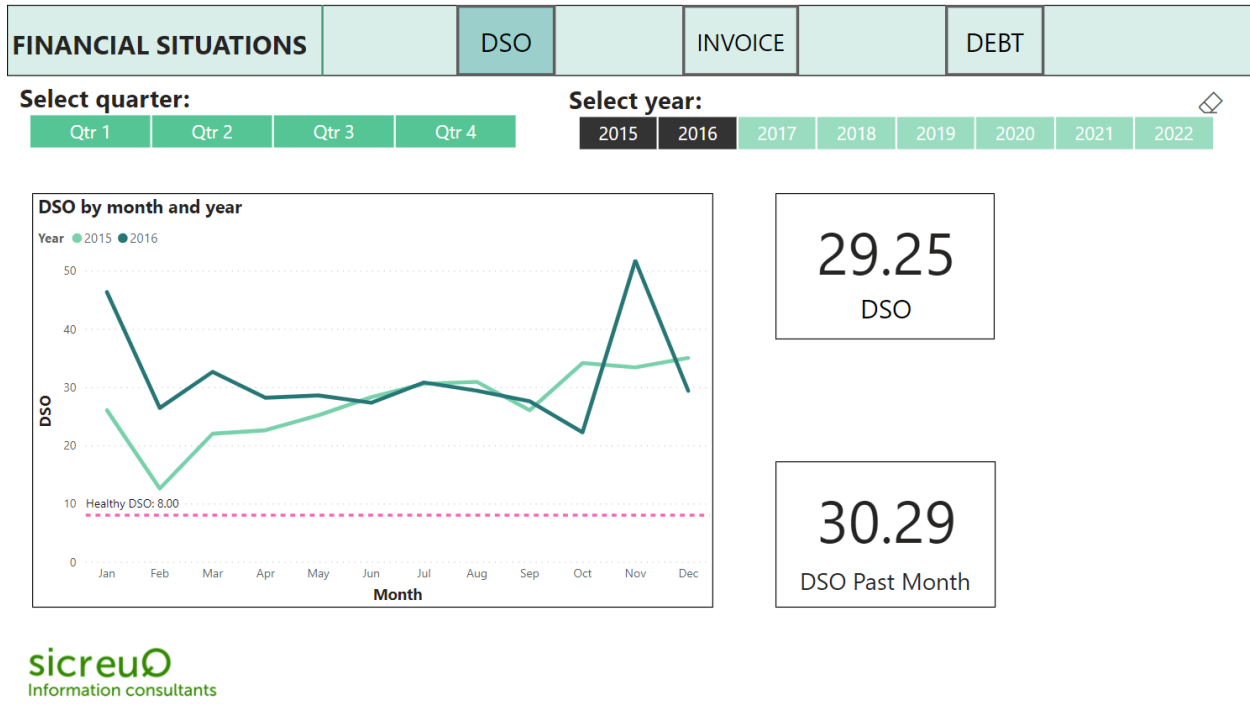 FINANCIAL SITUATIONS
DSO
INVOICE
DEBT
Select quarter:
Qtr 1 Qtr 2 Qtr 3 Qtr 4
Select year:
2015 2016 2017 2018 2019 2020 2021 2022
DSO by month and year
Year 2015 2016
50
40
30
20
10
0
DSO
Healthy DSO: 8.00
Jan Feb Mar Apr May Jun Jul Aug Sep Oct Nov Dec
Month
29.25
DSO
30.29
DSO Past Month
sicreuQ
Information consultants